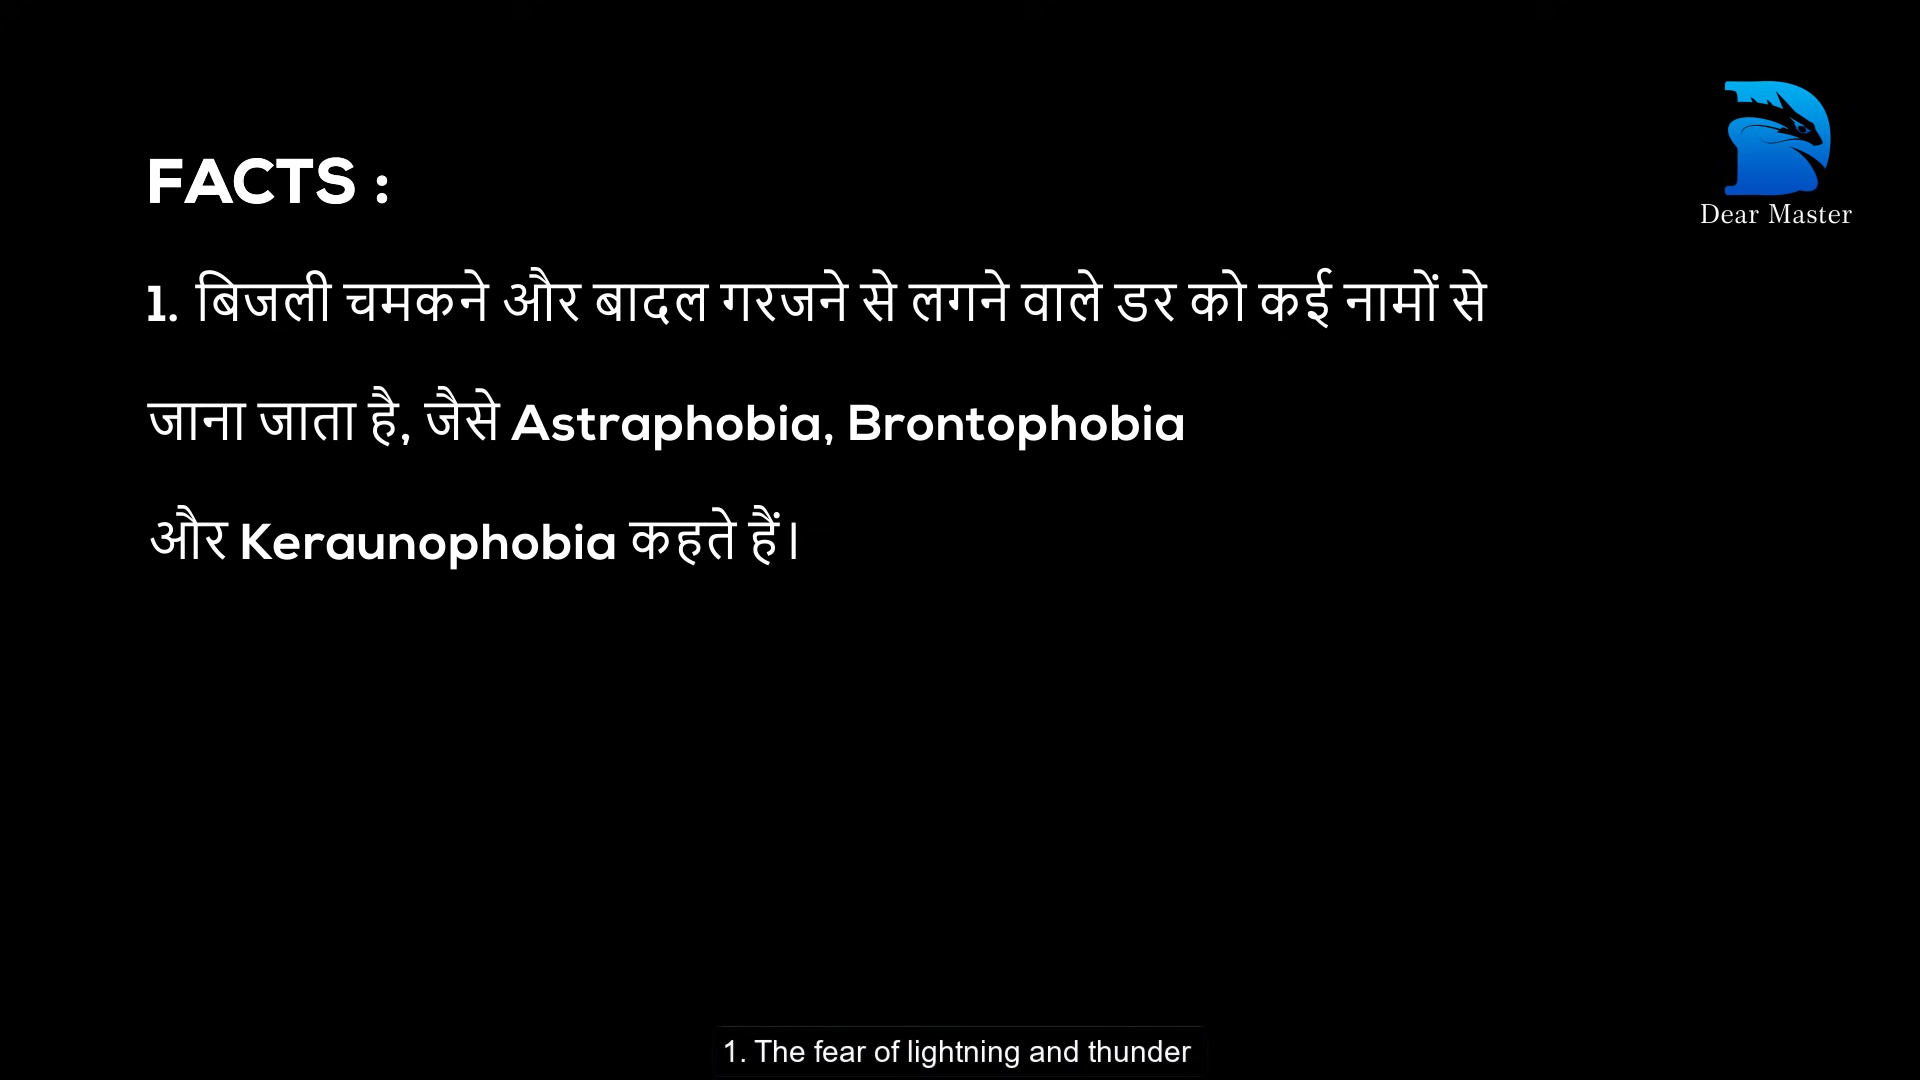 FACTS :
Dear Master
1. बिजली चमकने और बादल गरजने से लगने वाले डर को कई नामों से
जाना जाता है, जैसे Astraphobia, Brontophobia
और Keraunophobia कहते हैं।
1. The fear of lightning and thunder